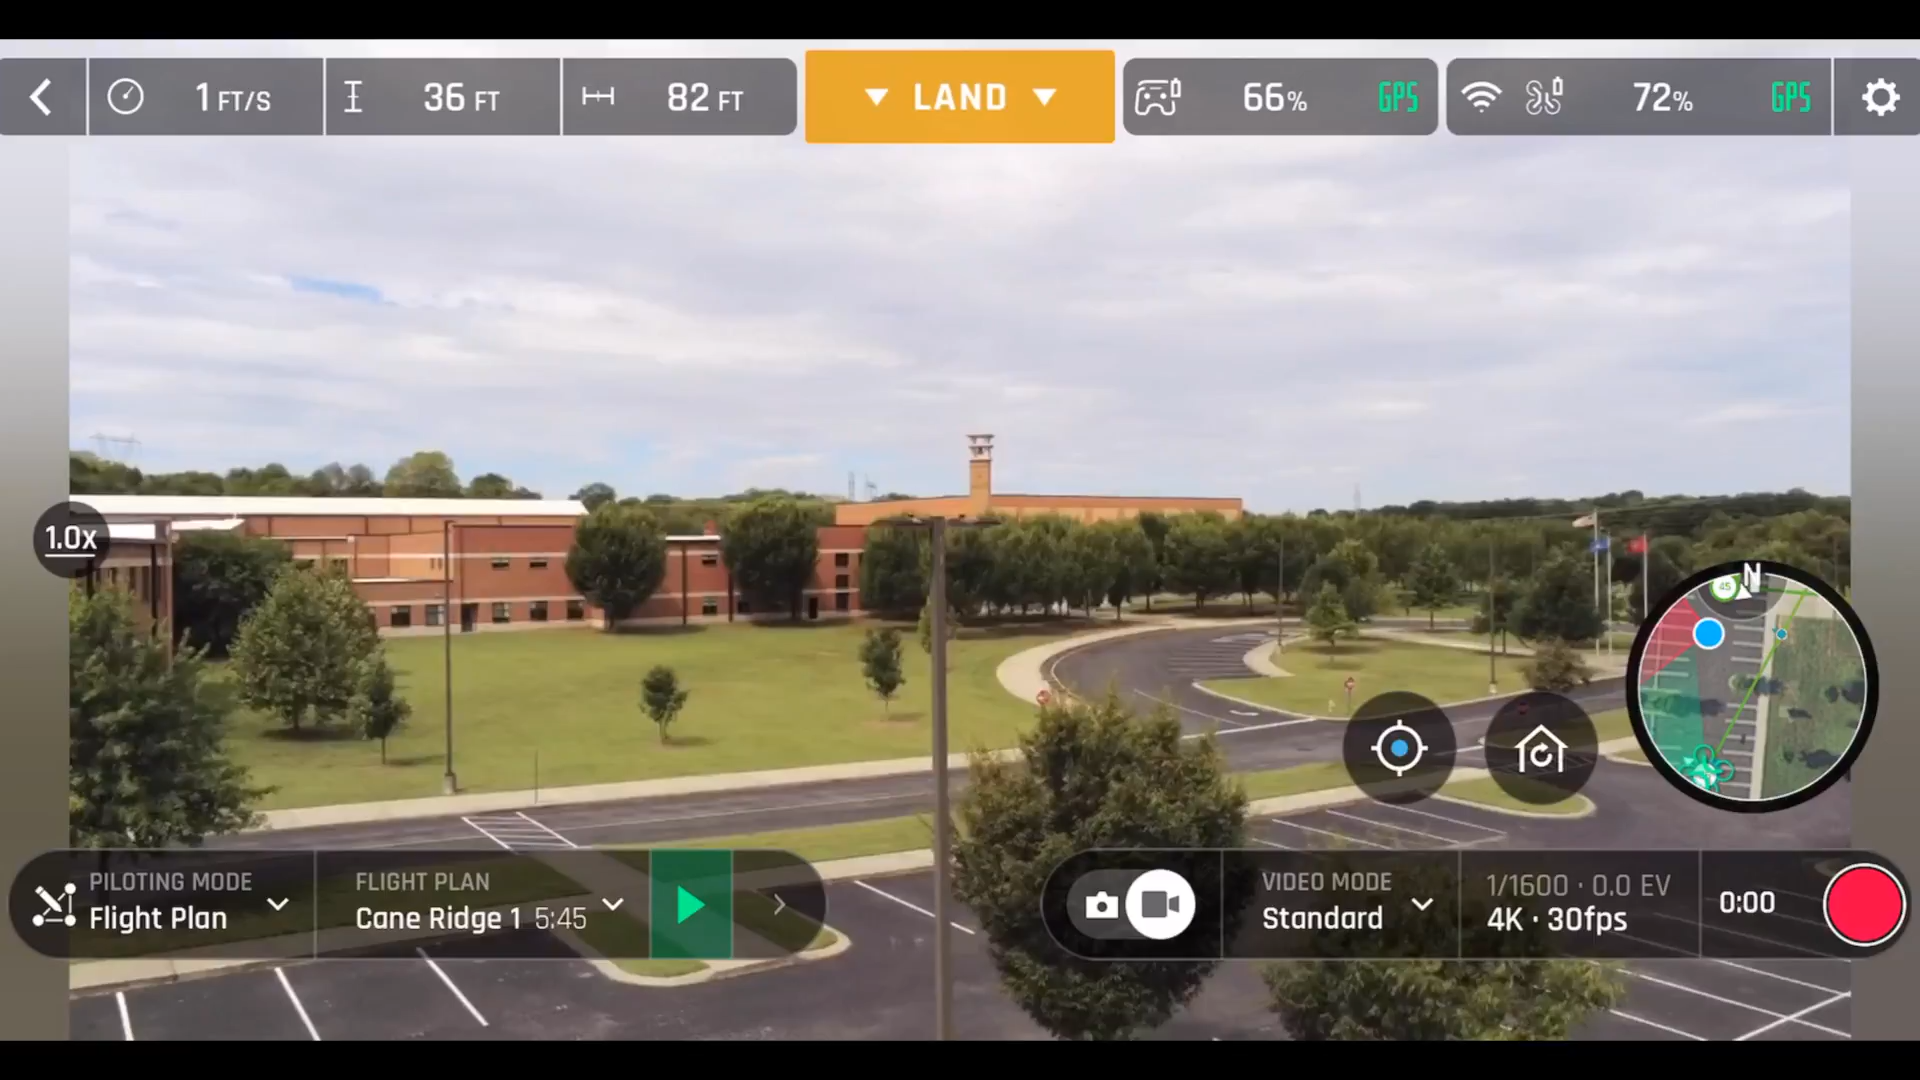 1 FT/S
36 FT
82 FT
LAND
66%
GPS
72%
GPS
1.0x
45
N
PILOTING MODE
Flight Plan
FLIGHT PLAN
Cane Ridge 1 5:45
VIDEO MODE
Standard
1/1600 · 0.0 EV
4K · 30fps
0:00